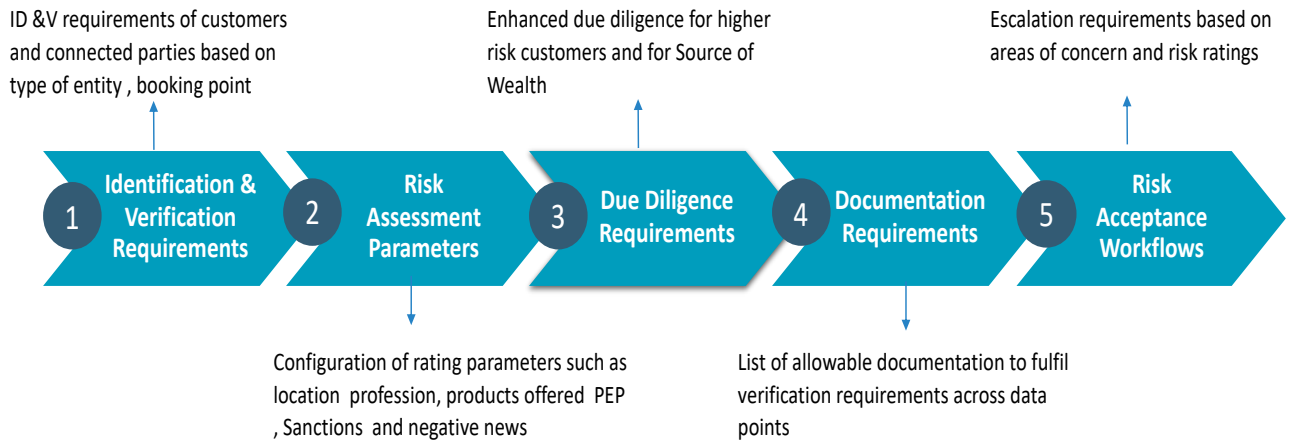 ID &V requirements of customers
and connected parties based on
type of entity , booking point
Enhanced due diligence for higher
risk customers and for Source of
Wealth
Escalation requirements based on
areas of concern and risk ratings
1
Identification &
Verification
Requirements
2
Risk
Assessment
Parameters
3
Due Diligence
Requirements
4
Documentation
Requirements
5
Risk
Acceptance
Workflows
Configuration of rating parameters such as
location profession, products offered PEP
, Sanctions and negative news
List of allowable documentation to fulfil
verification requirements across data
points